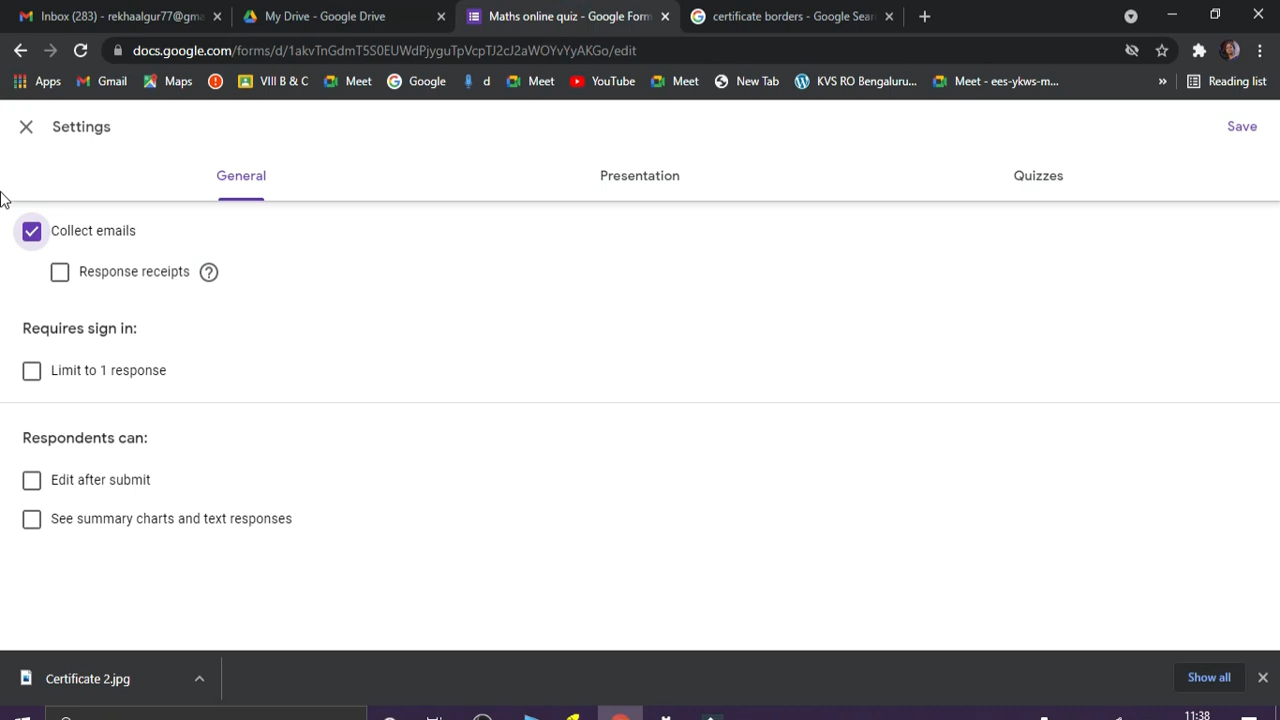 Inbox (283) - rekhaalgur77@gma
My Drive - Google Drive
Maths online quiz - Google Form
certificate borders - Google Sear
docs.google.com/forms/d/1akvTnGdmT5S0EUWdPjyguTpVcpTJ2cJ2aWOYvYyAKGo/edit
Apps Gmail Maps VIII B & C Meet Google d Meet YouTube Meet New Tab KVS RO Bengaluru... Meet - ees-ykws-m... » Reading list
Settings
Save
General Presentation Quizzes
Collect emails
Response receipts
Requires sign in:
Limit to 1 response
Respondents can:
Edit after submit
See summary charts and text responses
Certificate 2.jpg
Show all
11:38